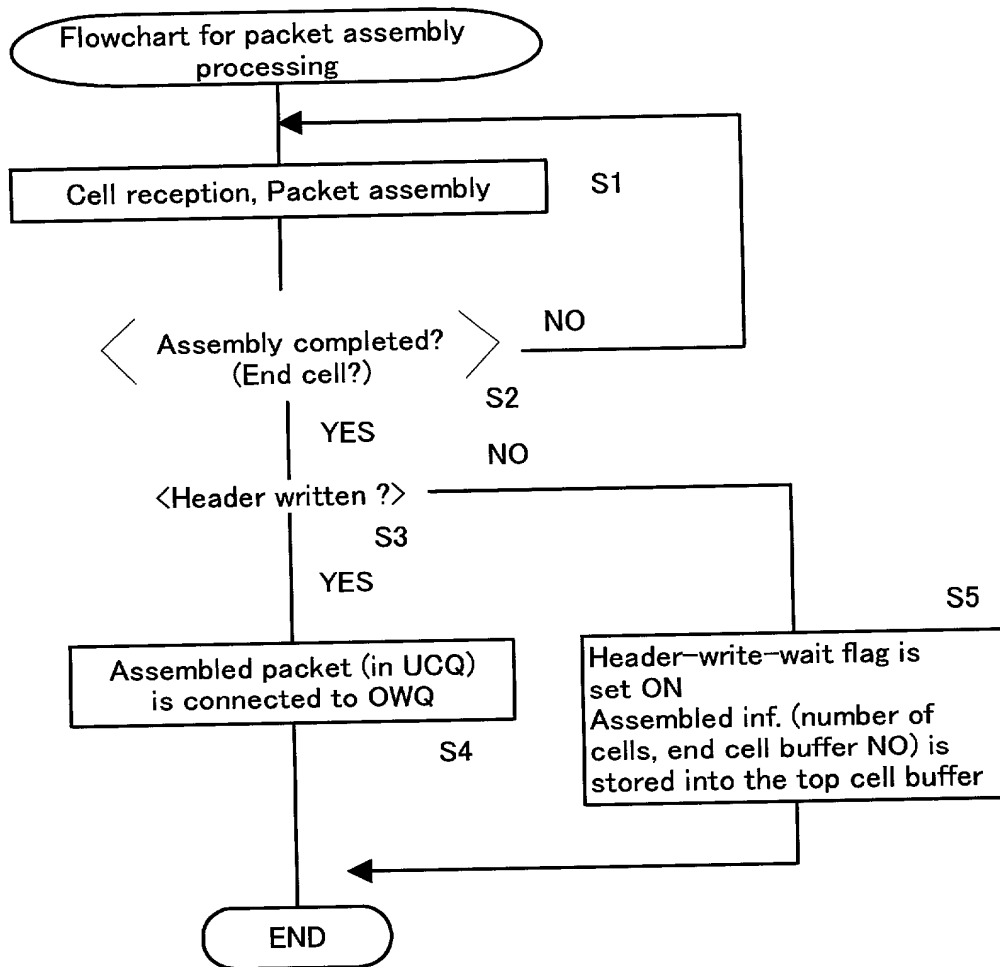 Flowchart for packet assembly
processing
Cell reception, Packet assembly
S1
Assembly completed?
(End cell?)
NO
S2
YES
NO
<Header written ?>
S3
YES
S5
Assembled packet (in UCQ)
is connected to OWQ
S4
Header-write-wait flag is
set ON
Assembled inf. (number of
cells, end cell buffer NO) is
stored into the top cell buffer
END